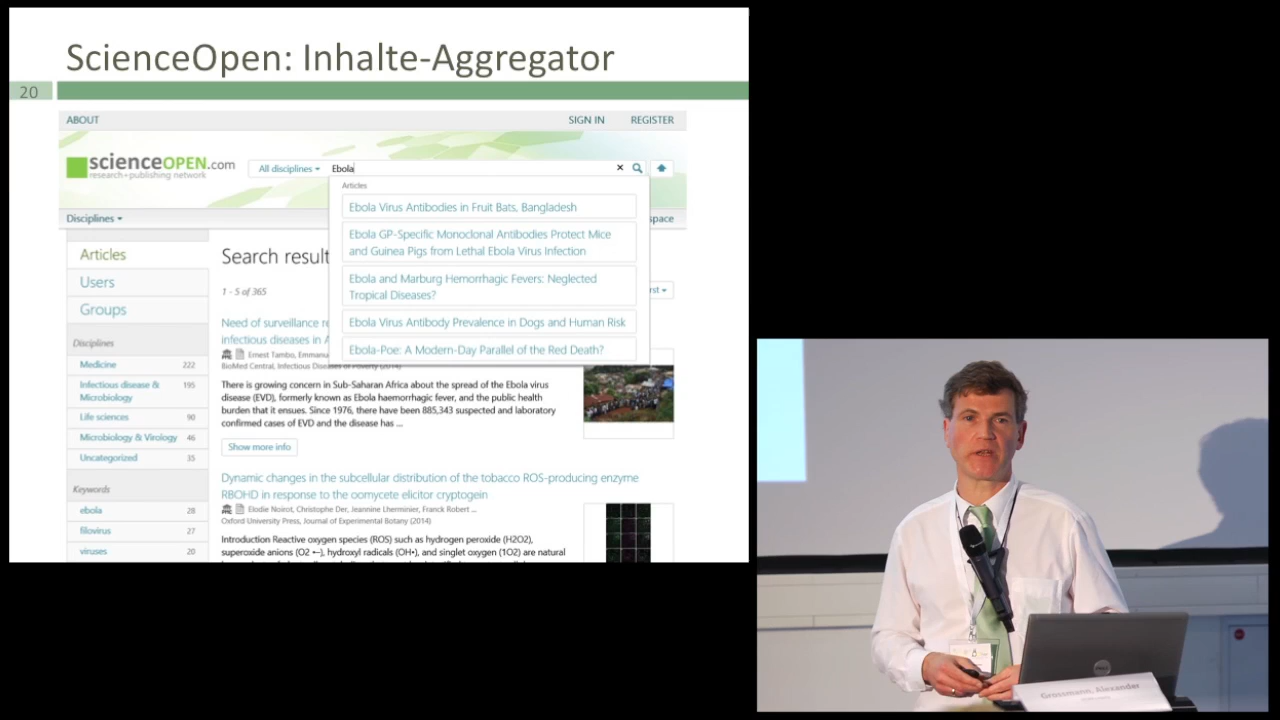 ScienceOpen: Inhalte-Aggregator
20
ABOUT
SIGN IN REGISTER
scienceOPEN.com
research+publishing network
All disciplines
Ebola
Articles
Ebola Virus Antibodies in Fruit Bats, Bangladesh
Ebola GP-Specific Monoclonal Antibodies Protect Mice
and Guinea Pigs from Lethal Ebola Virus Infection
Ebola and Marburg Hemorrhagic Fevers: Neglected
Tropical Diseases?
Ebola Virus Antibody Prevalence in Dogs and Human Risk
Ebola-Poe: A Modern-Day Parallel of the Red Death?
Disciplines
space
Articles
Users
Groups
Disciplines
Medicine 222
Infectious disease & 195
Microbiology
Life sciences 90
Microbiology & Virology 46
Uncategorized 35
Keywords
ebola 28
filovirus 27
viruses 20
Search result
1 - 5 of 365
rst
Need of surveillance re
infectious diseases in A
Ernest Tambo, Emmanu
BioMed Central, Infectious Diseases of Poverty (2014)
There is growing concern in Sub-Saharan Africa about the spread of the Ebola virus
disease (EVD), formerly known as Ebola haemorrhagic fever, and the public health
burden that it ensues. Since 1976, there have been 885,343 suspected and laboratory
confirmed cases of EVD and the disease has ...
Show more info
Dynamic changes in the subcellular distribution of the tobacco ROS-producing enzyme
RBOHD in response to the oomycete elicitor cryptogein
Elodie Noirot, Christophe Der, Jeannine Lherminier, Franck Robert ...
Oxford University Press, Journal of Experimental Botany (2014)
Introduction Reactive oxygen species (ROS) such as hydrogen peroxide (H2O2),
superoxide anions (O2 •−), hydroxyl radicals (OH•), and singlet oxygen (1O2) are natural
DELL
Grossmann, Alexander